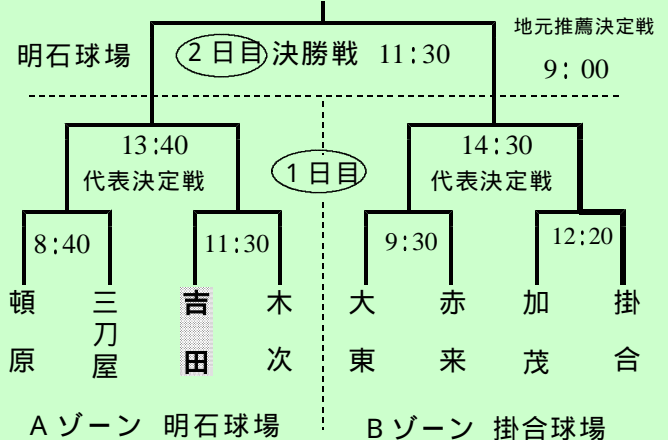 地元推薦決定戦
明石球場 2日目 決勝戦 11:30
9:00
13:40
代表決定戦
1日目
14:30
代表決定戦
8:40
11:30
9:30
12:20
頓原
三刀屋
吉田
木次
大東
赤来
加茂
掛合
Aゾーン 明石球場
Bゾーン 掛合球場